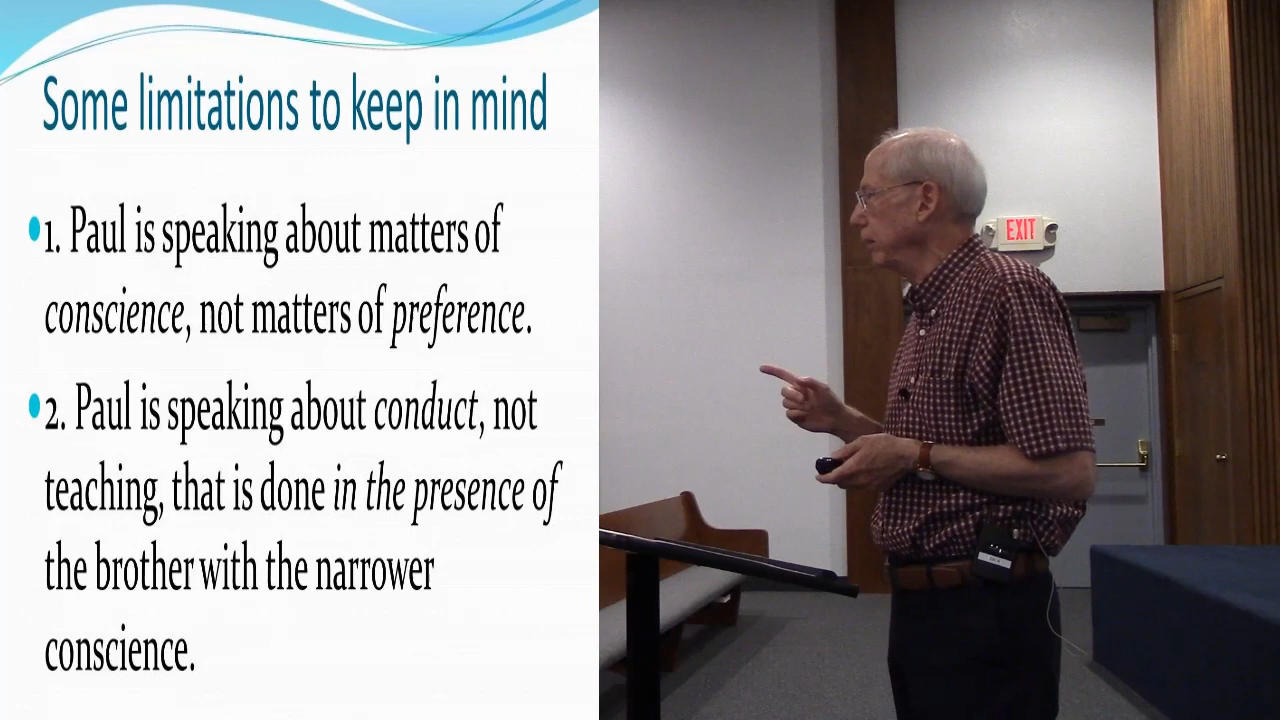 Some limitations to keep in mind
•1. Paul is speaking about matters of
conscience, not matters of preference.
•2. Paul is speaking about conduct, not
teaching, that is done in the presence of
the brother with the narrower
conscience.
EXIT